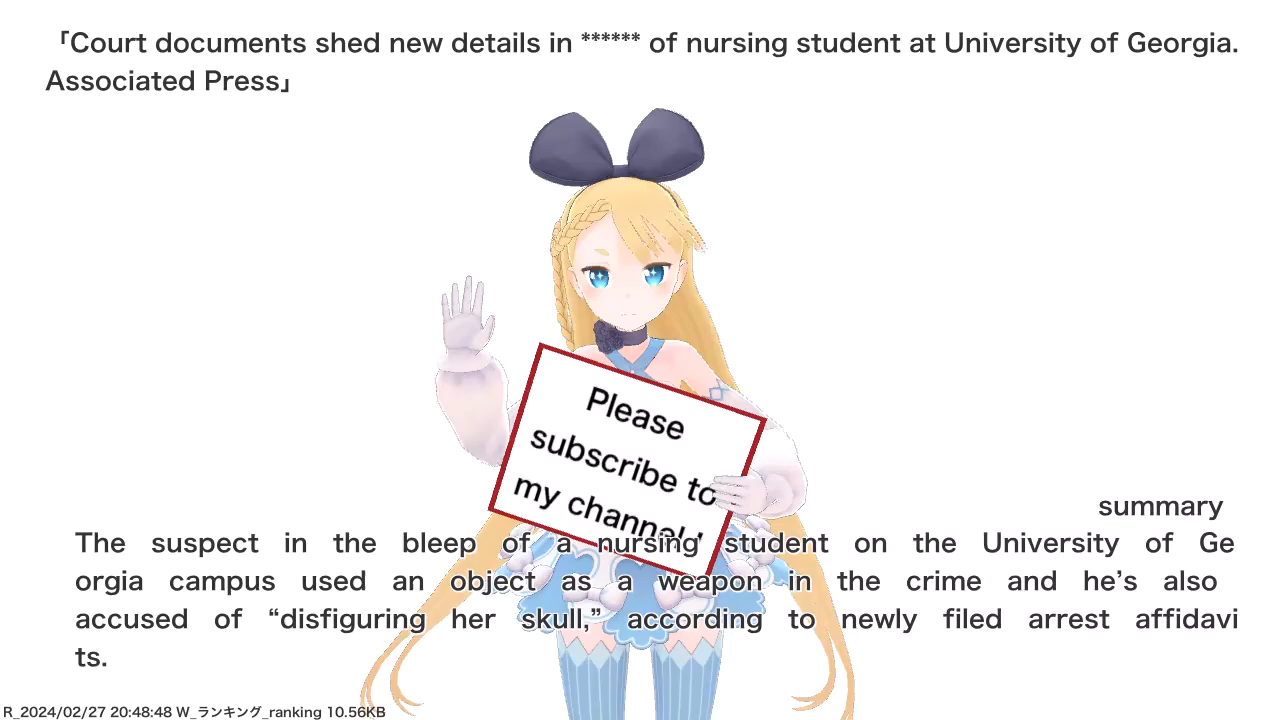 「Court documents shed new details in ****** of nursing student at University of Georgia.
Associated Press」
Please
subscribe to
my channel!
summary
The suspect in the bleep of a nursing student on the University of Ge
orgia campus used an object as a weapon in the crime and he’s also
accused of “disfiguring her skull,” according to newly filed arrest affidavi
ts.
R_2024/02/27 20:48:48 W_ランキング_ranking 10.56KB